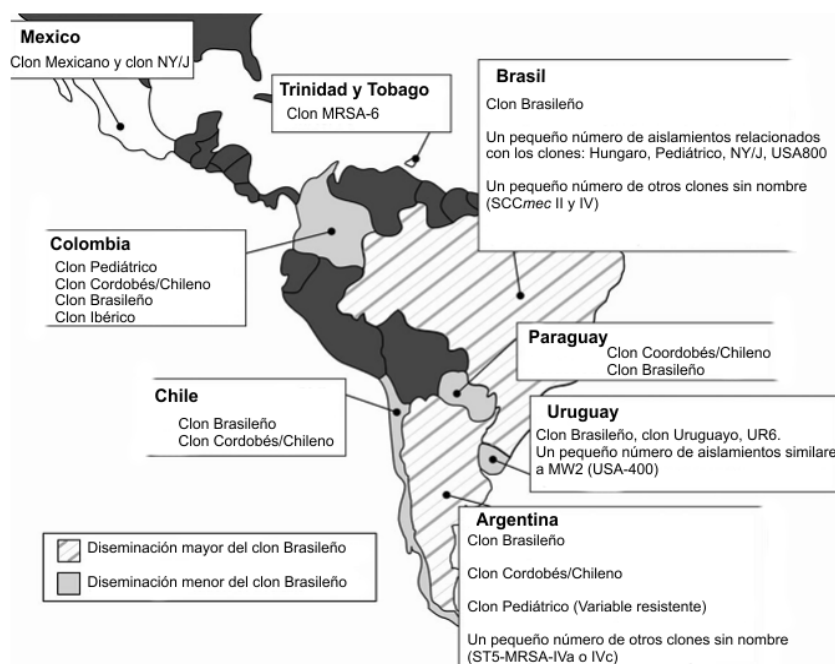 Mexico
Clon Mexicano y clon NY/J
Trinidad y Tobago
Clon MRSA-6
Brasil
Clon Brasileño
Un pequeño número de aislamientos relacionados
con los clones: Hungaro, Pediátrico, NY/J, USA800
Un pequeño número de otros clones sin nombre
(SCCmec II y IV)
Colombia
Clon Pediátrico
Clon Cordobés/Chileno
Clon Brasileño
Clon Ibérico
Paraguay
Clon Coordobés/Chileno
Clon Brasileño
Chile
Clon Brasileño
Clon Cordobés/Chileno
Uruguay
Clon Brasileño, clon Uruguayo, UR6.
Un pequeño número de aislamientos similare
a MW2 (USA-400)
Argentina
Clon Brasileño
Clon Cordobés/Chileno
Clon Pediátrico (Variable resistente)
Un pequeño número de otros clones sin nombre
(ST5-MRSA-IVa o IVc)
Diseminación mayor del clon Brasileño
Diseminación menor del clon Brasileño